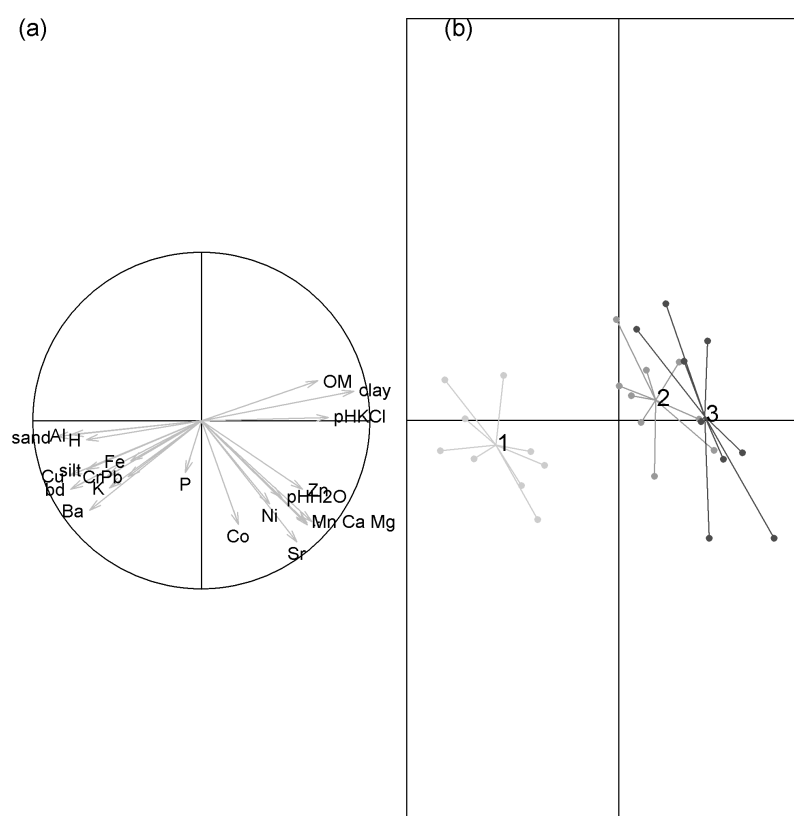 (a)
(b)
OM
clay
pHKCl
sand Al H
2
3
1
Fe
silt
Cu
Cr Pb
bd
K
P
Zn
pHH2O
Ba
Ni
Mn Ca Mg
Co
Sr